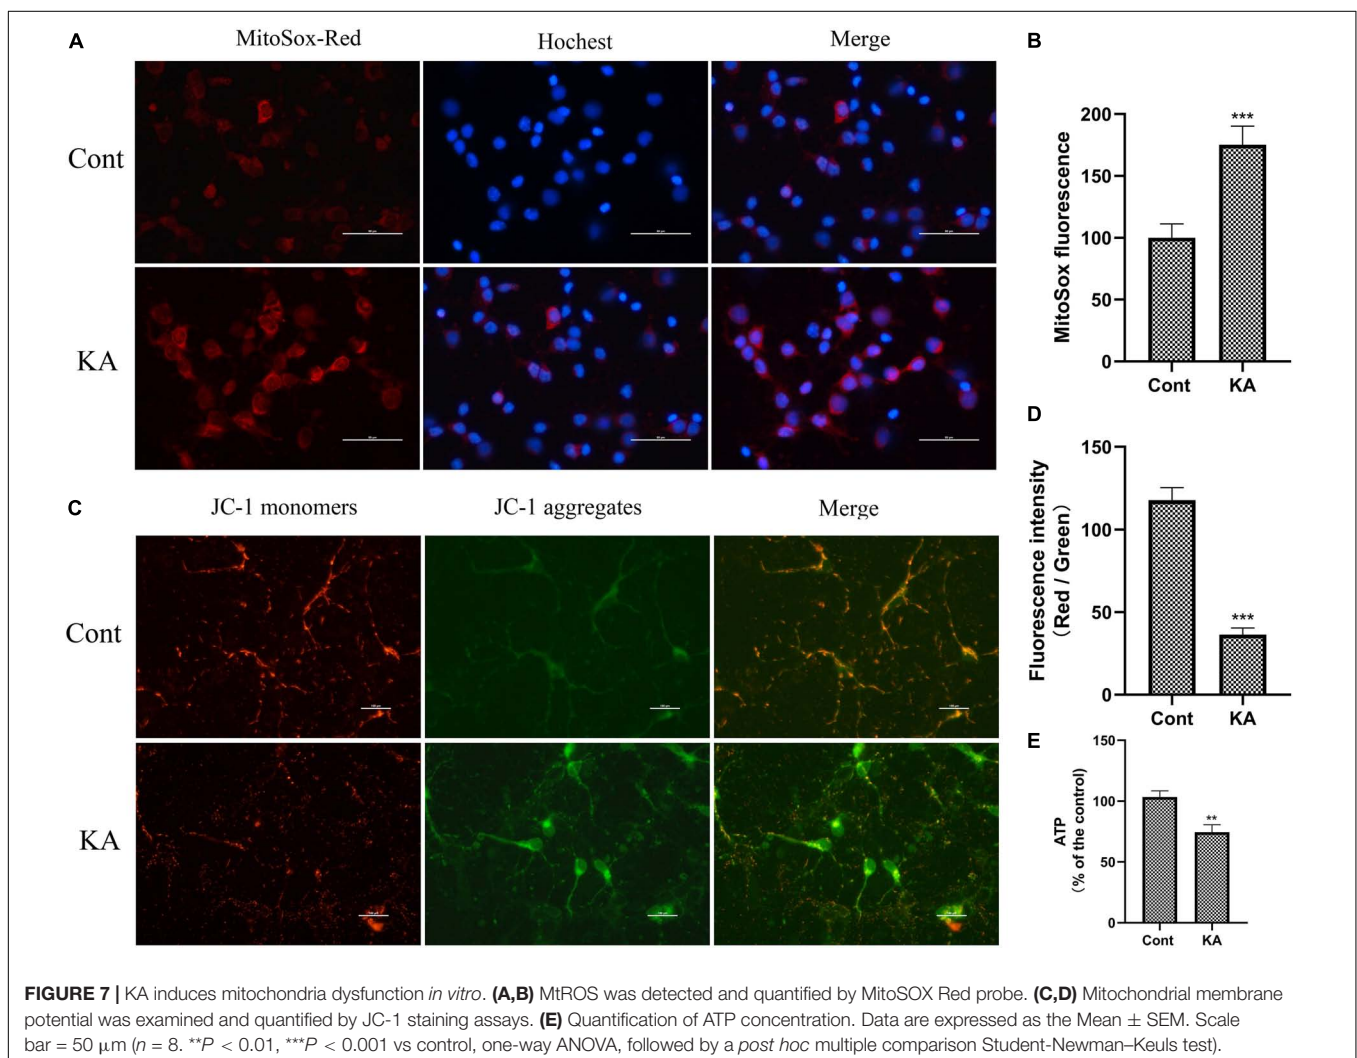 A
MitoSox-Red
Hochest
Merge
Cont
KA
B
MitoSox fluorescence
200
150
100
50
0
***
Cont
KA
C
JC-1 monomers
JC-1 aggregates
Merge
Cont
KA
D
Fluorescence intensity
(Red / Green)
150
100
50
0
***
Cont
KA
E
ATP
(% of the control)
150
100
50
0
**
Cont
KA
FIGURE 7 | KA induces mitochondria dysfunction in vitro. (A,B) MtROS was detected and quantified by MitoSOX Red probe. (C,D) Mitochondrial membrane
potential was examined and quantified by JC-1 staining assays. (E) Quantification of ATP concentration. Data are expressed as the Mean ± SEM. Scale
bar = 50 μm (n = 8. **P < 0.01, ***P < 0.001 vs control, one-way ANOVA, followed by a post hoc multiple comparison Student-Newman–Keuls test).